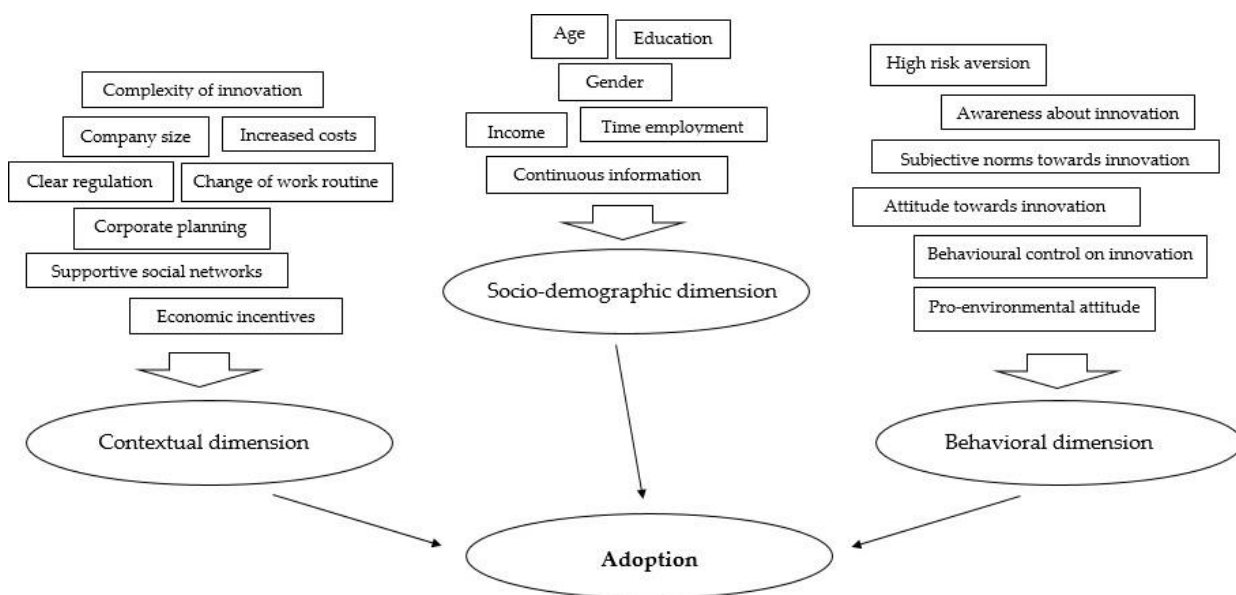 Complexity of innovation
Company size
Increased costs
Clear regulation
Change of work routine
Corporate planning
Supportive social networks
Economic incentives
Contextual dimension
Age
Education
Gender
Income
Time employment
Continuous information
Socio-demographic dimension
High risk aversion
Awareness about innovation
Subjective norms towards innovation
Attitude towards innovation
Behavioural control on innovation
Pro-environmental attitude
Behavioral dimension
Adoption